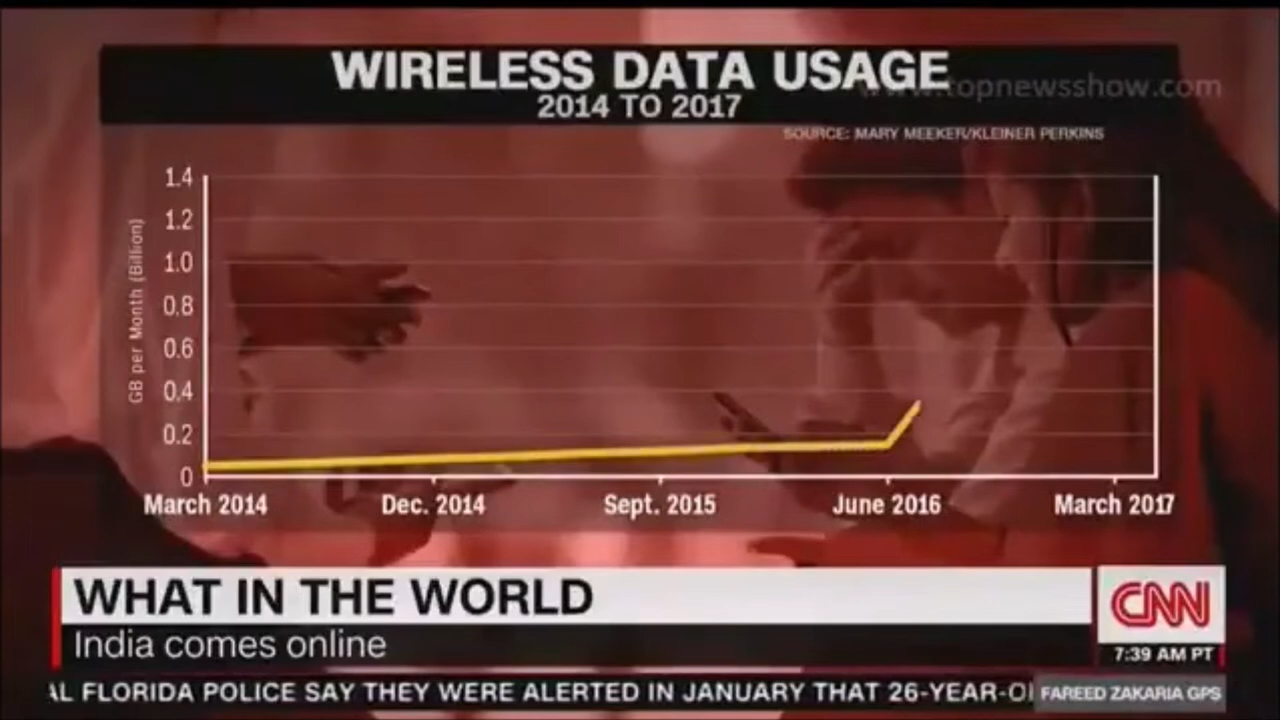 WIRELESS DATA USAGE
www.topnewsshow.com
2014 TO 2017
SOURCE: MARY MEEKER/KLEINER PERKINS
GB per Month (Billion)
1.4
1.2
1.0
0.8
0.6
0.4
0.2
0
March 2014 Dec. 2014 Sept. 2015 June 2016 March 2017
WHAT IN THE WORLD
CNN
India comes online
7:39 AM PT
AL FLORIDA POLICE SAY THEY WERE ALERTED IN JANUARY THAT 26-YEAR-O
FAREED ZAKARIA GPS